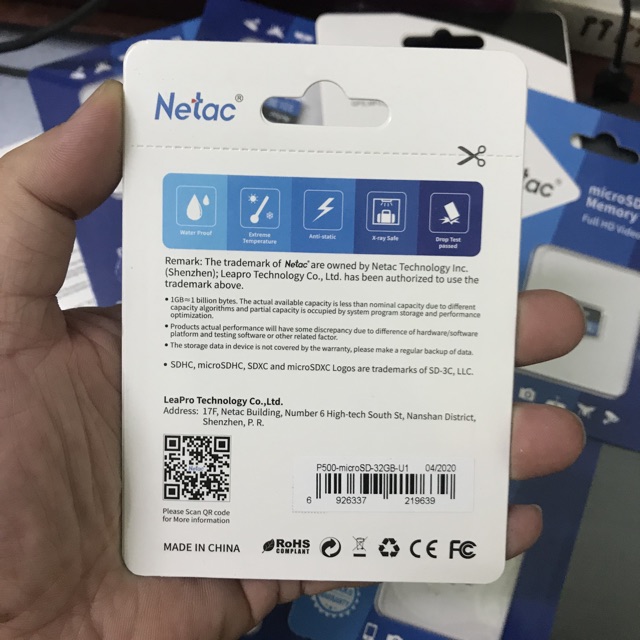 Netac®
Water Proof
Extreme
Temperature
Anti-static
X-ray Safe
Drop Test
passed
Remark: The trademark of Netac® are owned by Netac Technology Inc.
(Shenzhen); Leapro Technology Co., Ltd. has been authorized to use the
trademark above.
• 1GB=1 billion bytes. The actual available capacity is less than nominal capacity due to different
capacity algorithms and partial capacity is occupied by system program storage and performance
optimization.
• Products actual performance will have some discrepancy due to difference of hardware/software
platform and testing software or other related factor.
• The storage data in device is not covered by the warranty, please make a regular backup of data.
• SDHC, microSDHC, SDXC and microSDXC Logos are trademarks of SD-3C, LLC.
LeaPro Technology Co.,Ltd.
Address: 17F, Netac Building, Number 6 High-tech South St, Nanshan District,
Shenzhen, P. R.
Please Scan QR code
for More information
P500-microSD-32GB-U1 04/2020
6 926337 219639
MADE IN CHINA
RoHS
COMPLIANT
CE FC
tac®
microSD
Memory
Full HD Video